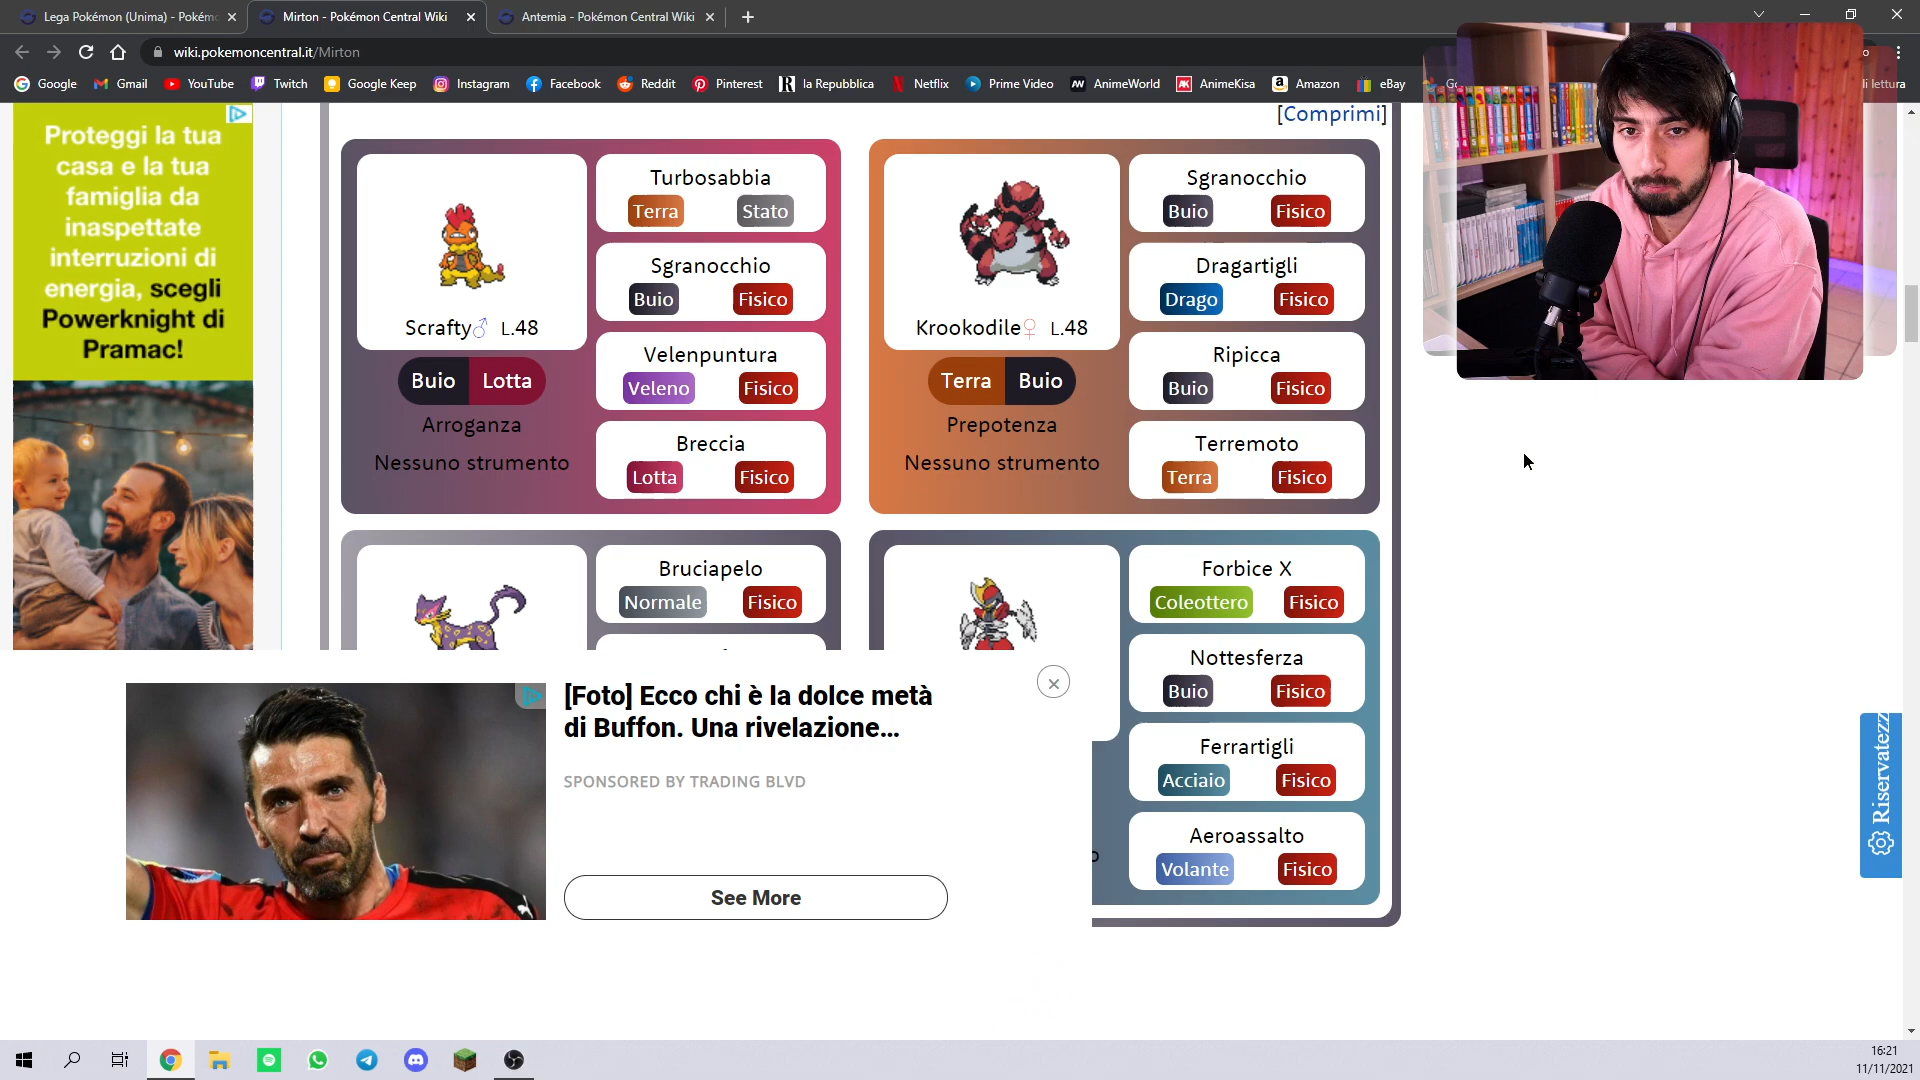 Lega Pokémon (Unima) - Pokém
Mirton - Pokémon Central Wiki
Antemia - Pokémon Central Wiki
wiki.pokemoncentral.it/Mirton
Google
Gmail
YouTube
Twitch
Google Keep
Instagram
Facebook
Reddit
Pinterest
la Repubblica
Netflix
Prime Video
AnimeWorld
AnimeKisa
Amazon
eBay
li lettura
Proteggi la tua
casa e la tua
famiglia da
inaspettate
interruzioni di
energia, scegli
Powerknight di
Pramac!
[Comprimi]
Scrafty♂ L.48
Buio Lotta
Arroganza
Nessuno strumento
Turbosabbia
Terra Stato
Sgranocchio
Buio Fisico
Velenpuntura
Veleno Fisico
Breccia
Lotta Fisico
Krookodile♀ L.48
Terra Buio
Prepotenza
Nessuno strumento
Sgranocchio
Buio Fisico
Dragartigli
Drago Fisico
Ripicca
Buio Fisico
Terremoto
Terra Fisico
Bruciapelo
Normale Fisico
Forbice X
Coleottero Fisico
Nottesferza
Buio Fisico
Ferrartigli
Acciaio Fisico
Aeroassalto
Volante Fisico
[Foto] Ecco chi è la dolce metà
di Buffon. Una rivelazione...
SPONSORED BY TRADING BLVD
See More
Riservatezz
16:21
11/11/2021